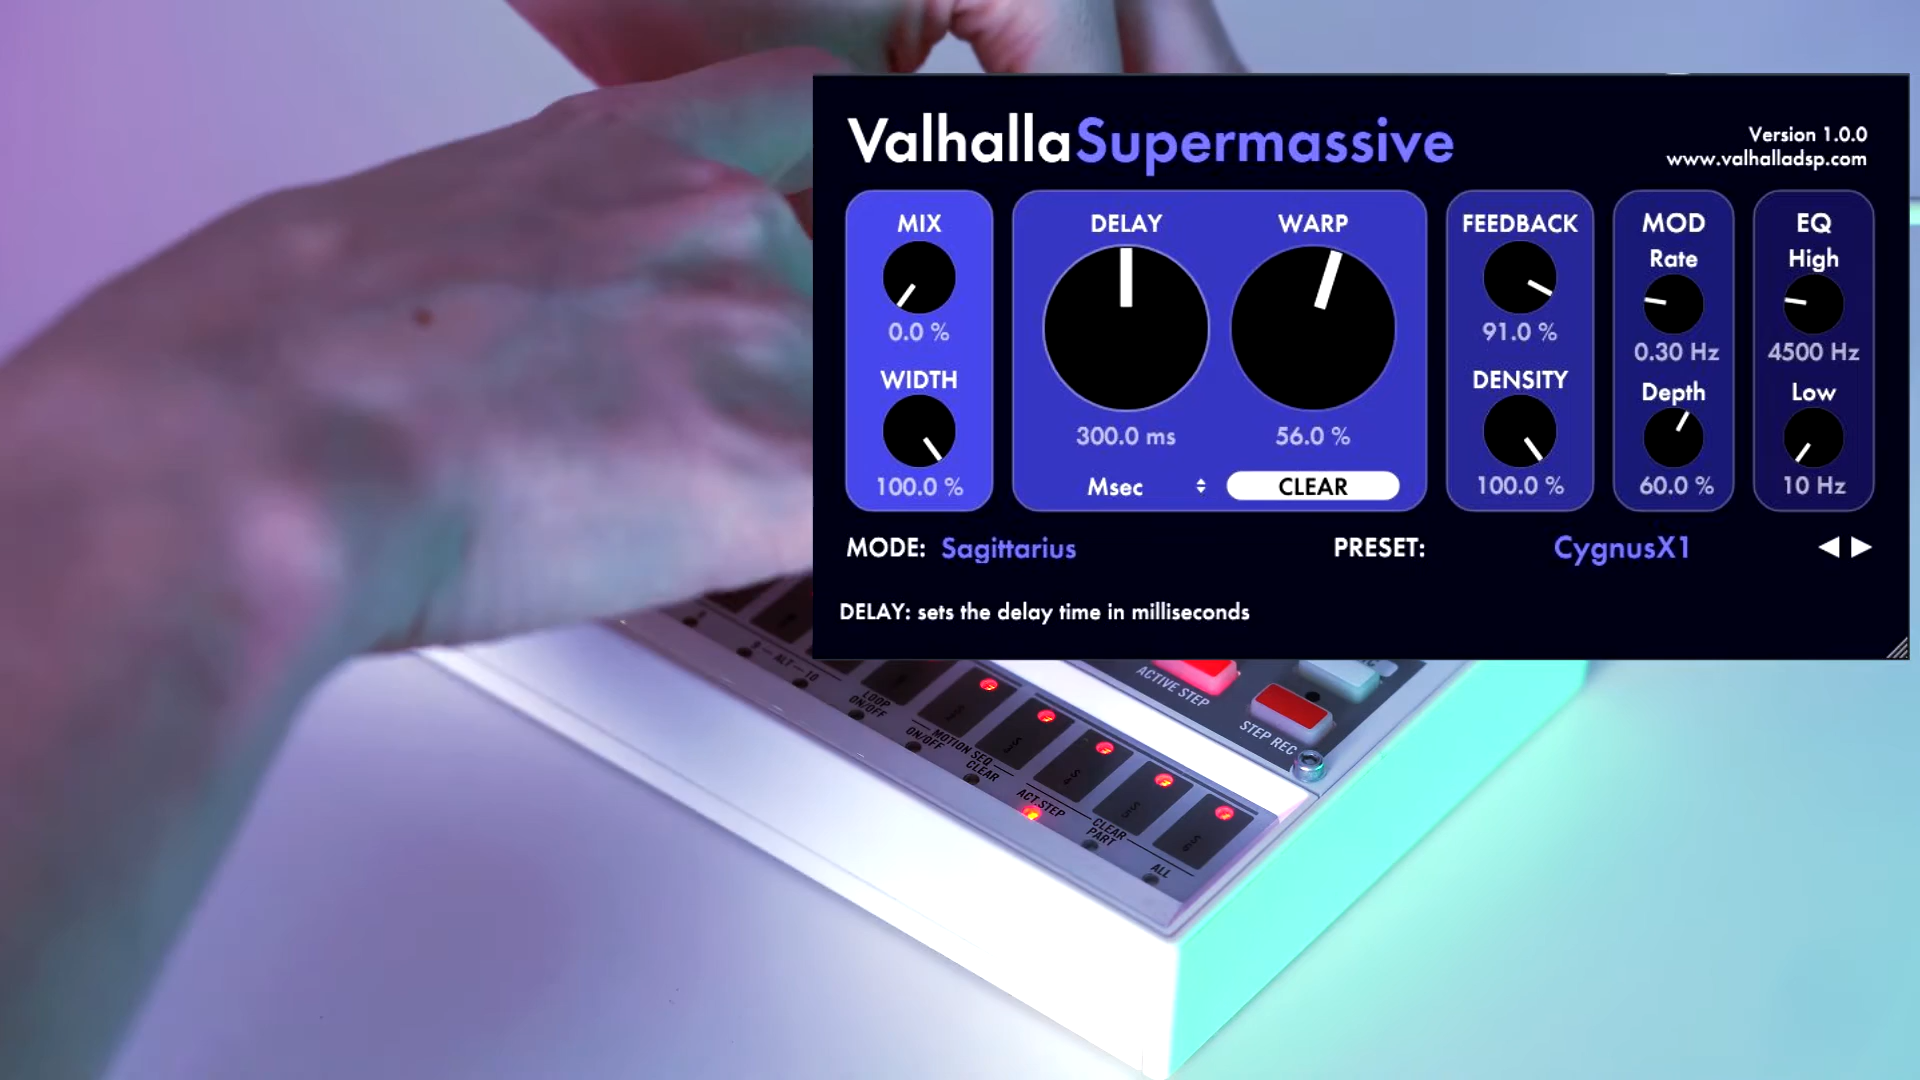 ValhallaSupermassive
Version 1.0.0
www.valhalladsp.com
MIX
0.0 %
WIDTH
100.0 %
DELAY
300.0 ms
Msec
WARP
56.0 %
CLEAR
FEEDBACK
91.0 %
DENSITY
100.0 %
MOD
Rate
0.30 Hz
Depth
60.0 %
EQ
High
4500 Hz
Low
10 Hz
MODE: Sagittarius
PRESET: CygnusX1
DELAY: sets the delay time in milliseconds
ACTIVE STEP
STEP REC
ALT
10
LOOP
ON/OFF
MOTION SEQ
ON/OFF
CLEAR
ACT.STEP
CLEAR
PART
ALL